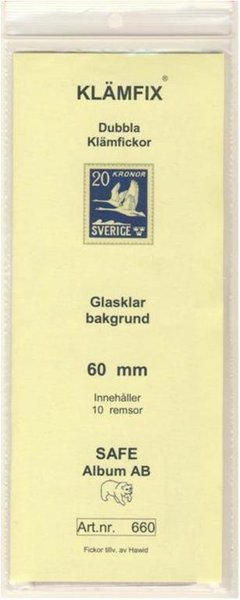 KLÄMFIX®
Dubbla
Klämfickor
20 KRONOR
SVERIGE
Glasklar
bakgrund
60 mm
Innehåller
10 remsor
SAFE
Album AB
Art.nr. 660
Fickor tillv. av Hawid